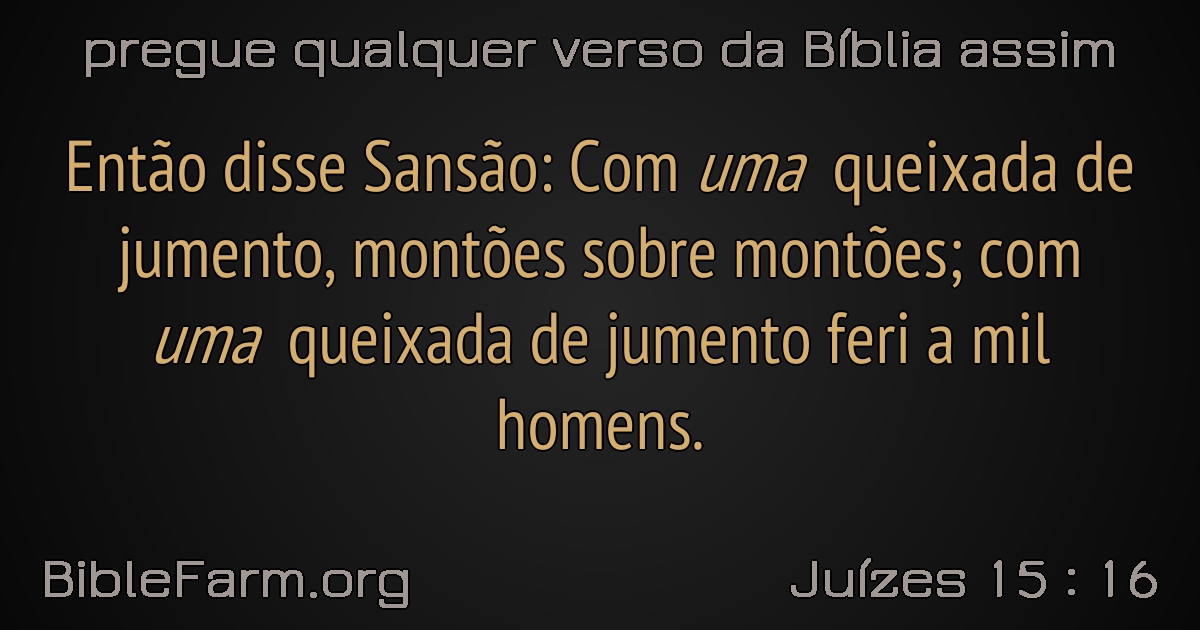 pregue qualquer verso da Bíblia assim
Então disse Sansão: Com uma queixada de
jumento, montões sobre montões; com
uma queixada de jumento feri a mil
homens.
BibleFarm.org
Juízes 15 : 16